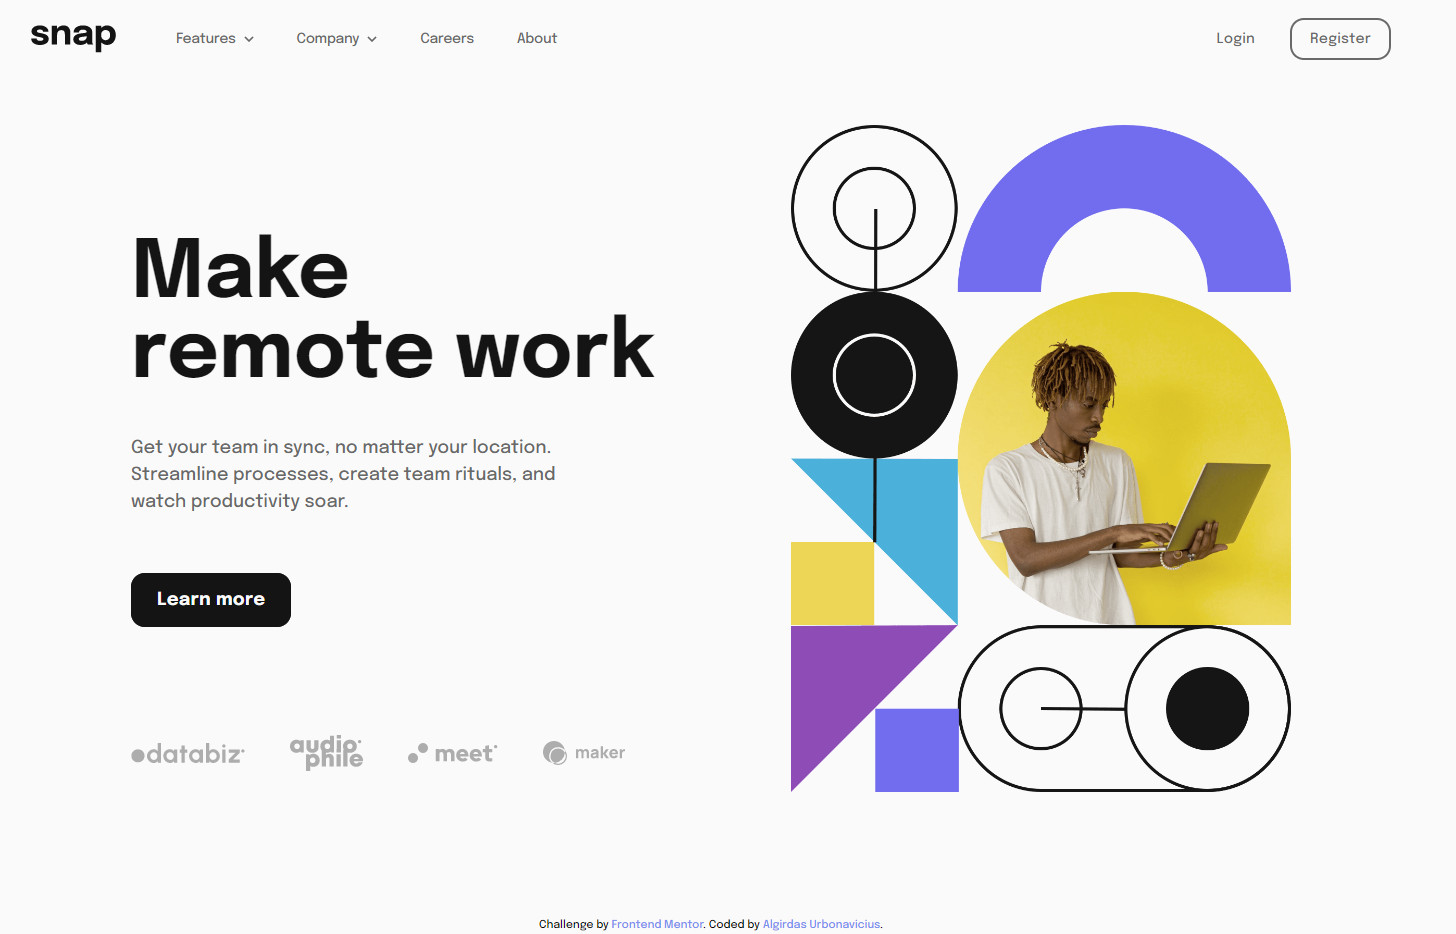 snap
Features
Company
Careers
About
Login
Register
Make
remote work
Get your team in sync, no matter your location.
Streamline processes, create team rituals, and
watch productivity soar.
Learn more
databiz
audio
phile
meet
maker
Challenge by Frontend Mentor. Coded by Algirdas Urbonavicius.